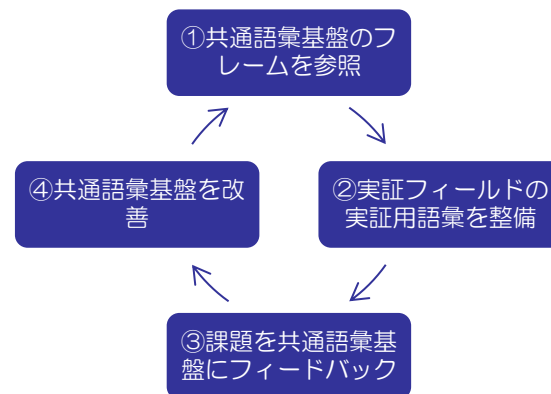 ①共通語彙基盤のフ
レームを参照
②実証フィールドの
実証用語彙を整備
③課題を共通語彙基
盤にフィードバック
④共通語彙基盤を改
善